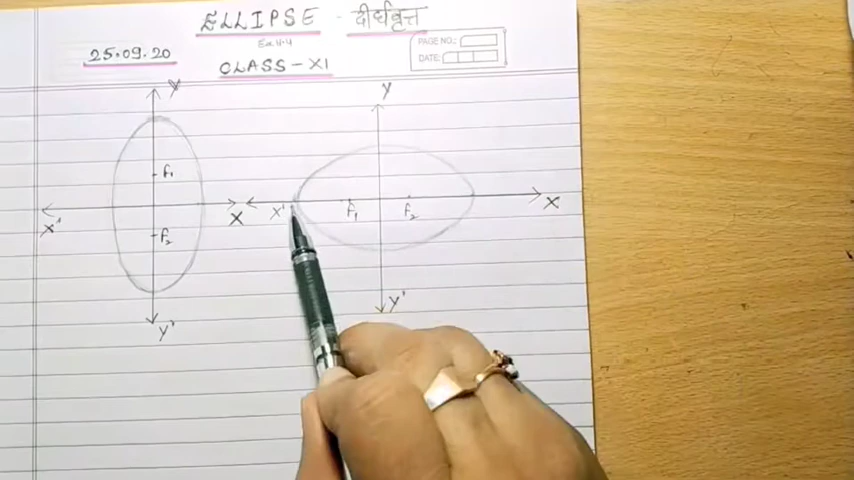 ELLIPSE - दीर्घवृत्त
Ex.11.4
25.09.20
CLASS-XI
PAGE NO.:
DATE:
Y
Y
F1
X'
X
X'
F1
F2
X
F2
Y'
Y'